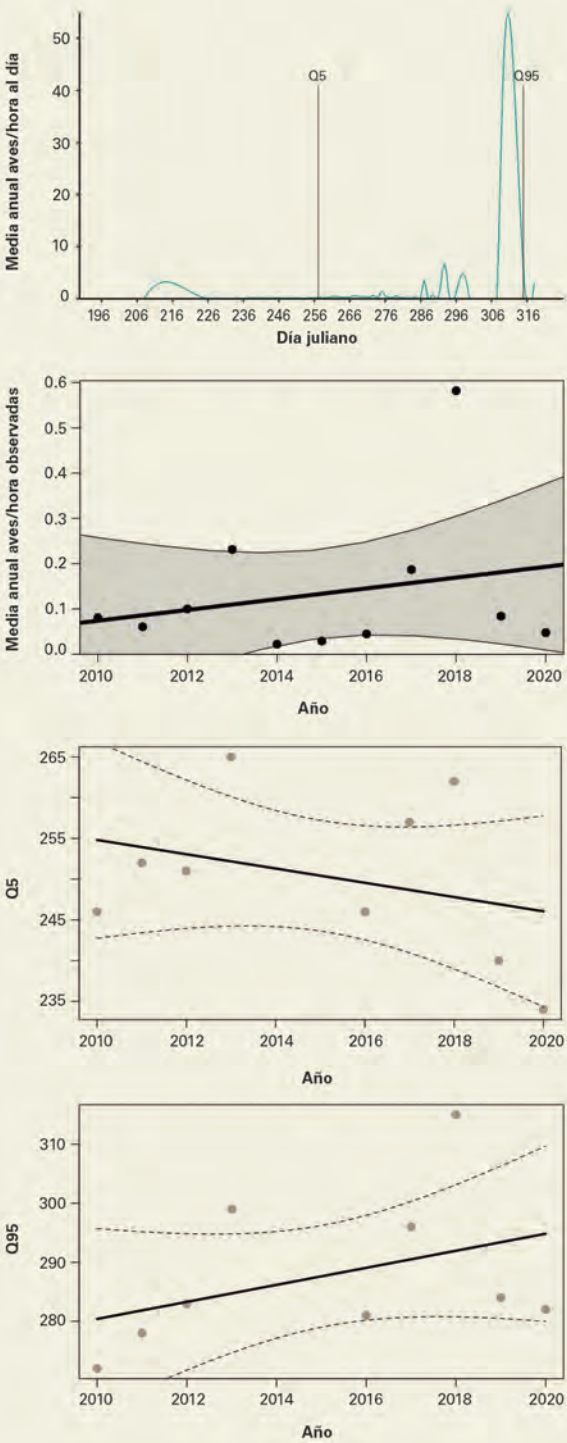 Media anual aves/hora al día
50
40
30
20
10
0
Q5
Q95
196 206 216 226 236 246 256 266 276 286 296 306 316
Día juliano
Media anual aves/hora observadas
0.6
0.5
0.4
0.3
0.2
0.1
0.0
2010 2012 2014 2016 2018 2020
Año
Q5
265
255
245
235
2010 2012 2014 2016 2018 2020
Año
Q95
310
300
290
280
2010 2012 2014 2016 2018 2020
Año